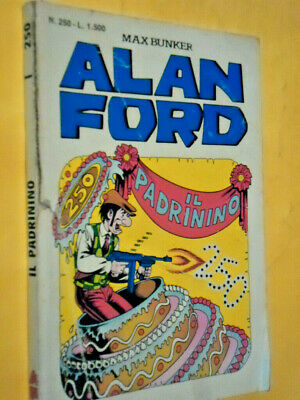 N. 250 - L. 1.500
MAX BUNKER
ALAN
FORD
IL
PADRININO
250
250
IL PADRININO | 250